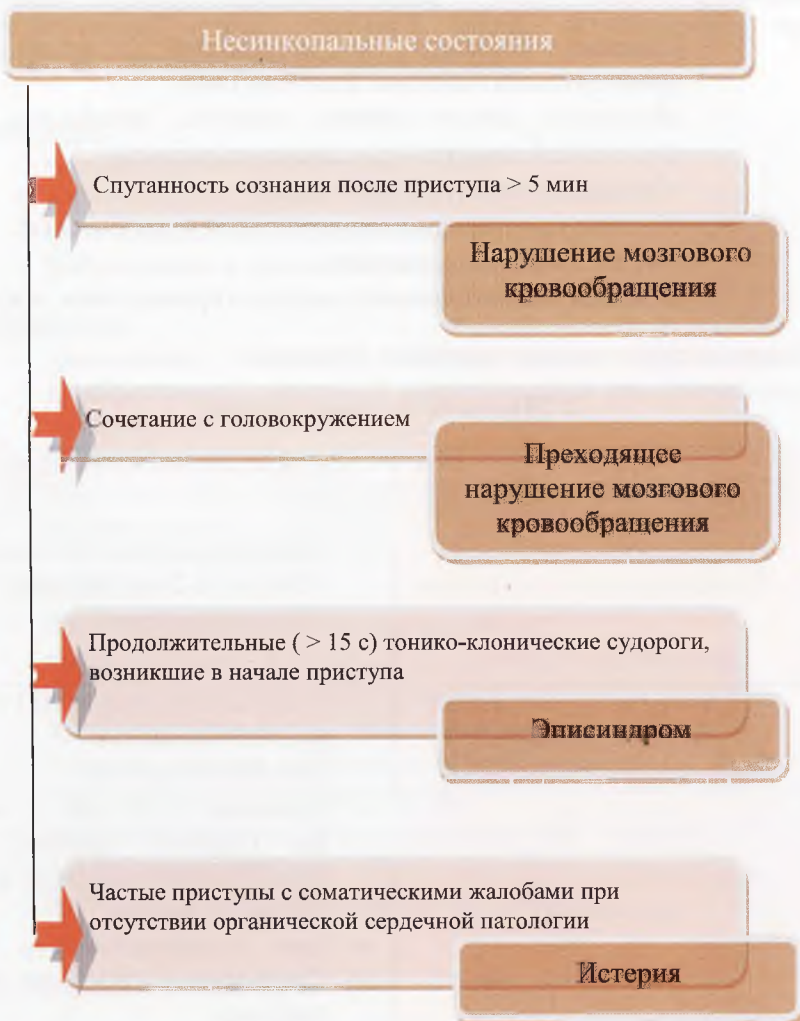 Несинкопальные состояния
Спутанность сознания после приступа > 5 мин
Нарушение мозгового
кровообращения
Сочетание с головокружением
Преходящее
нарушение мозгового
кровообращения
Продолжительные ( > 15 с) тонико-клонические судороги,
возникшие в начале приступа
Эписиндром
Частые приступы с соматическими жалобами при
отсутствии органической сердечной патологии
Истерия